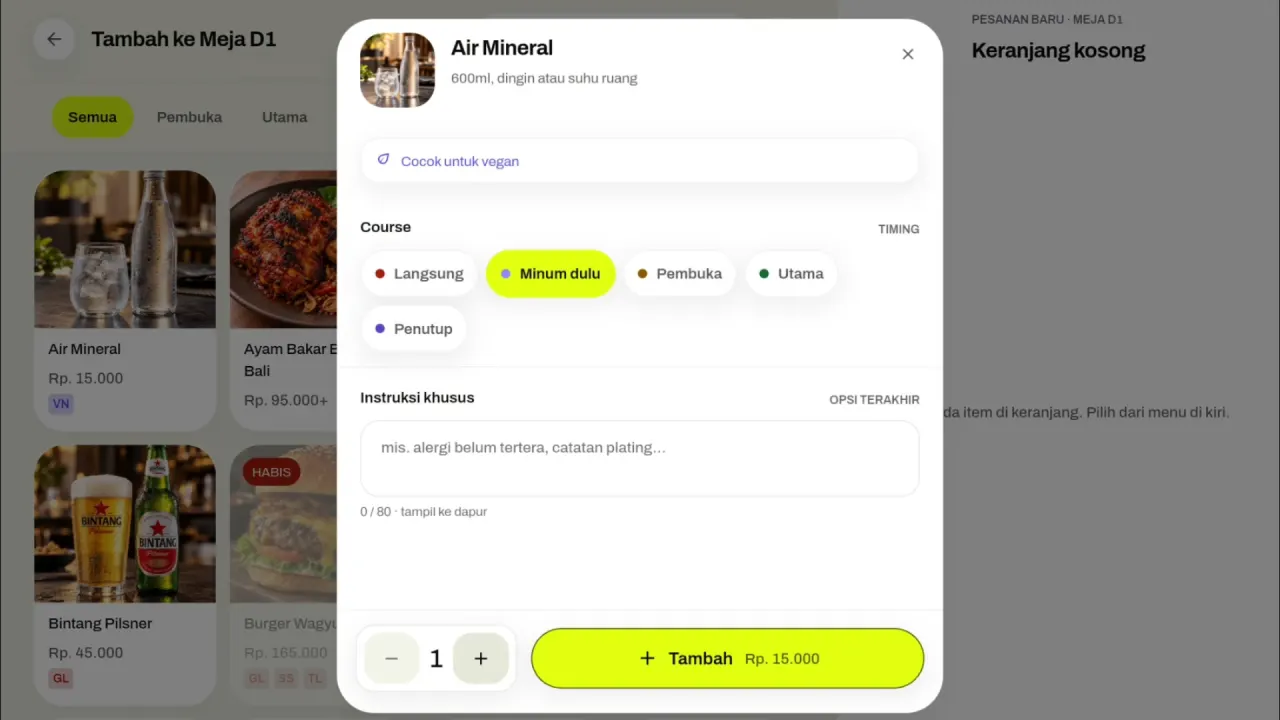 Tambah ke Meja D1
Semua
Pembuka
Utama
Air Mineral
Rp. 15.000
VN
Ayam Bakar
Bali
Rp. 95.000+
BINTANG
Pilsener
BINTANG
Pilsener
Bintang Pilsner
Rp. 45.000
GL
HABIS
Burger Wagyu
Rp. 165.000
GL
SS
TL
Air Mineral
600ml, dingin atau suhu ruang
Cocok untuk vegan
Course
TIMING
Langsung
Minum dulu
Pembuka
Utama
Penutup
Instruksi khusus
OPSI TERAKHIR
mis. alergi belum tertera, catatan plating...
0 / 80 · tampil ke dapur
1
Tambah Rp. 15.000
PESANAN BARU · MEJA D1
Keranjang kosong
da item di keranjang. Pilih dari menu di kiri.